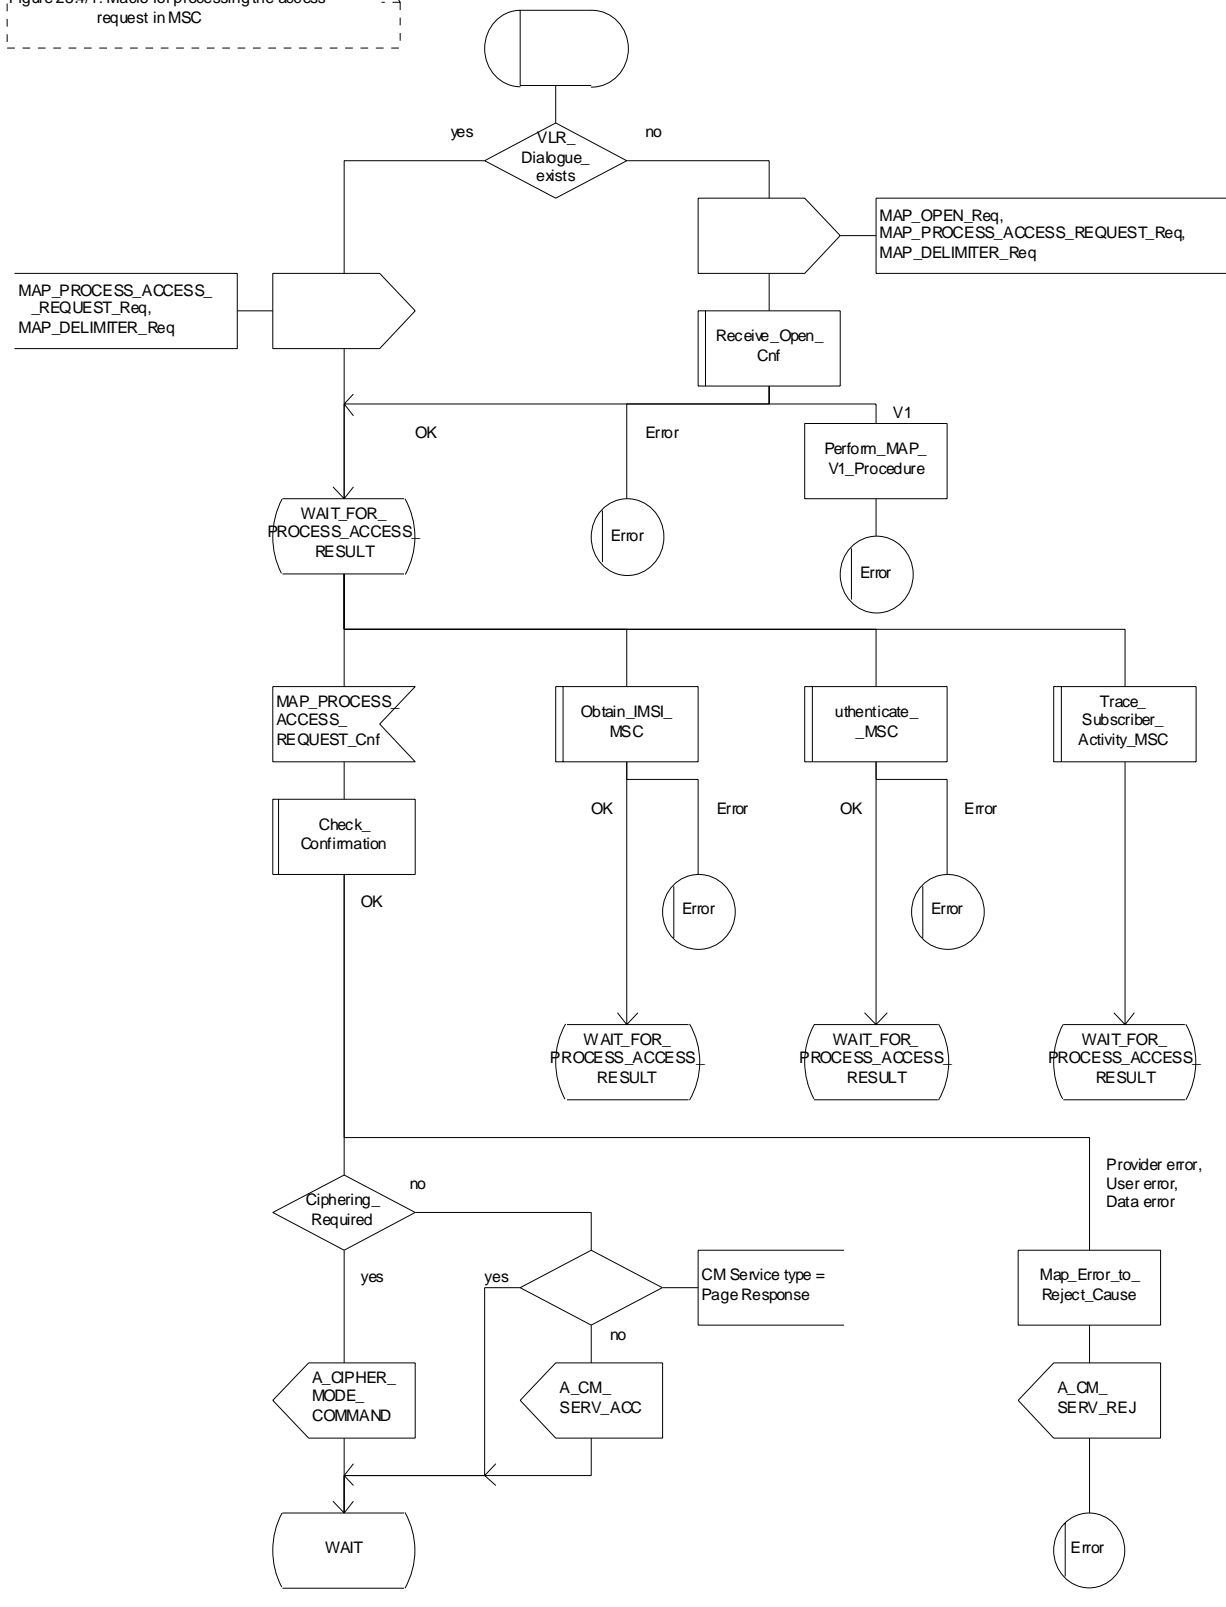 request in MSC
yes
no
VLR_
Dialogue_
exists
MAP_OPEN_Req,
MAP_PROCESS_ACCESS_REQUEST_Req,
MAP_DELIMITER_Req
MAP_PROCESS_ACCESS_
_REQUEST_Req,
MAP_DELIMITER_Req
Receive_Open_
Cnf
OK
Error
V1
Perform_MAP_
V1_Procedure
WAIT_FOR_
PROCESS_ACCESS_
RESULT
Error
Error
MAP_PROCESS_
ACCESS_
REQUEST_Cnf
Obtain_IMSI_
MSC
uthenticate_
_MSC
Trace_
Subscriber_
Activity_MSC
OK
Error
OK
Error
Check_
Confirmation
OK
Error
Error
WAIT_FOR_
PROCESS_ACCESS_
RESULT
WAIT_FOR_
PROCESS_ACCESS_
RESULT
WAIT_FOR_
PROCESS_ACCESS_
RESULT
Provider error,
User error,
Data error
Ciphering_
Required
no
yes
yes
CM Service type =
Page Response
no
Map_Error_to_
Reject_Cause
A_CIPHER_
MODE_
COMMAND
A_CM_
SERV_ACC
A_CM_
SERV_REJ
WAIT
Error